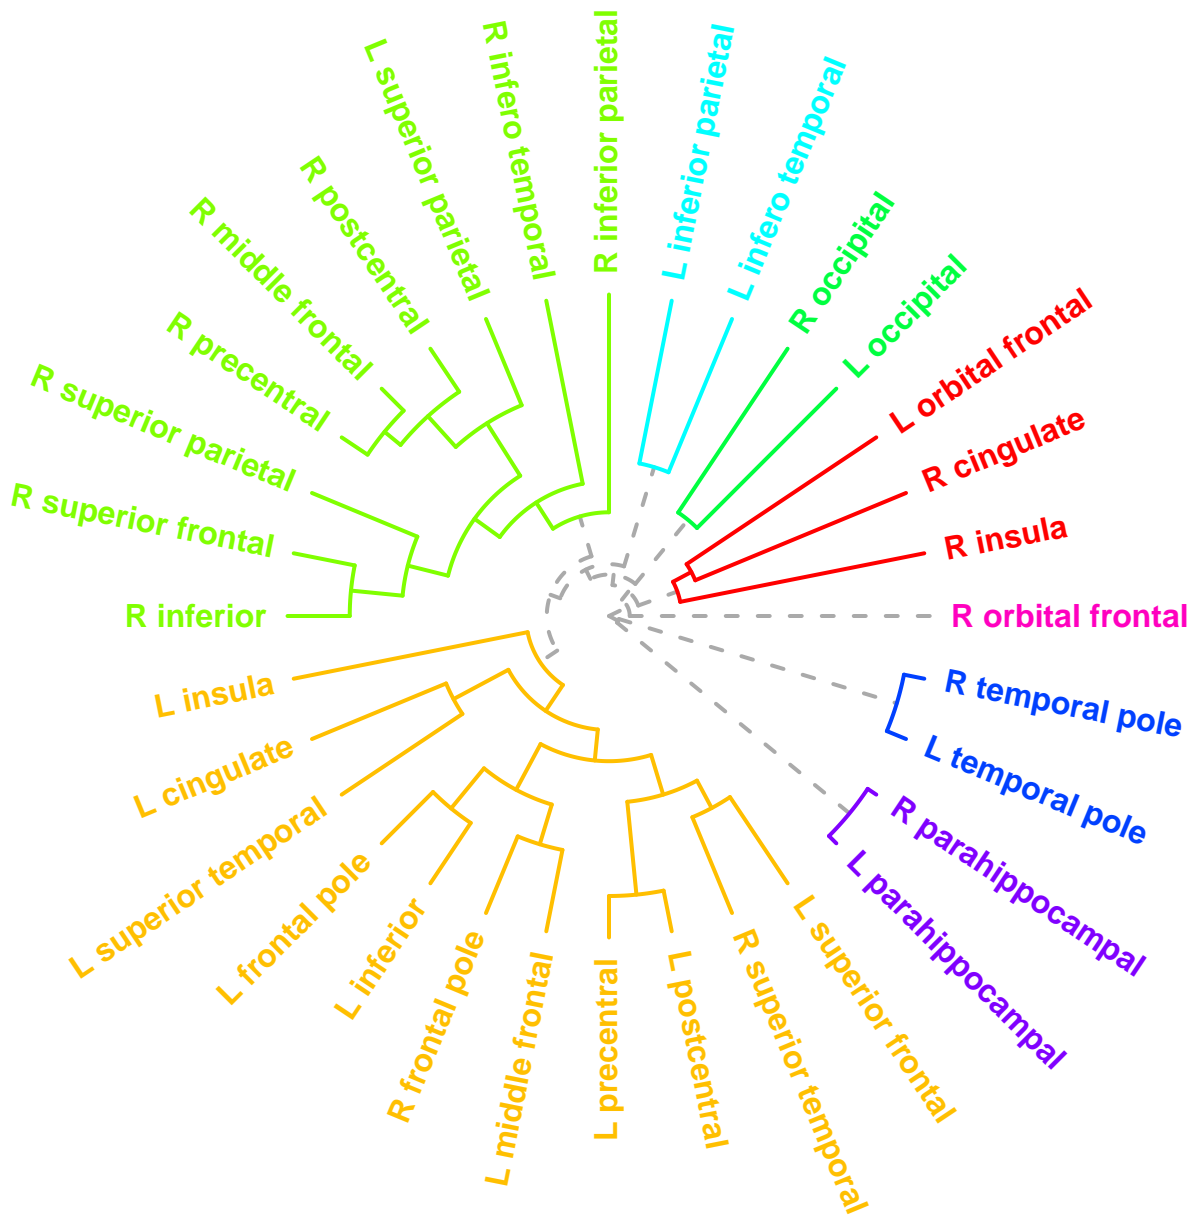 R inferior parietal
L inferior parietal
L infero temporal
R occipital
L occipital
L orbital frontal
R cingulate
R insula
R orbital frontal
R temporal pole
L temporal pole
R parahippocampal
L parahippocampal
L superior frontal
R superior temporal
L postcentral
L precentral
L middle frontal
R frontal pole
L inferior
L frontal pole
L superior temporal
L cingulate
L insula
R inferior
R superior frontal
R superior parietal
R precentral
R middle frontal
R postcentral
L superior parietal
R infero temporal